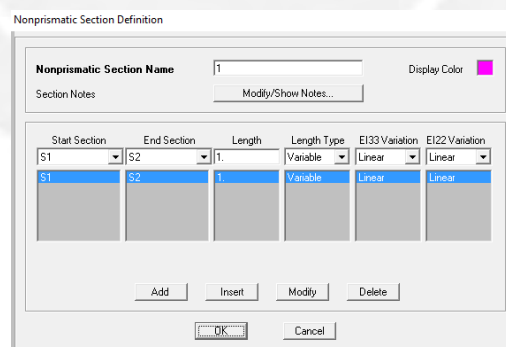 Nonprismatic Section Definition
Nonprismatic Section Name 1 Display Color
Section Notes Modify/Show Notes...
Start Section End Section Length Length Type EI33 Variation EI22 Variation
S1 S2 1. Variable Linear Linear
S1 S2 1. Variable Linear Linear
Add Insert Modify Delete
OK Cancel